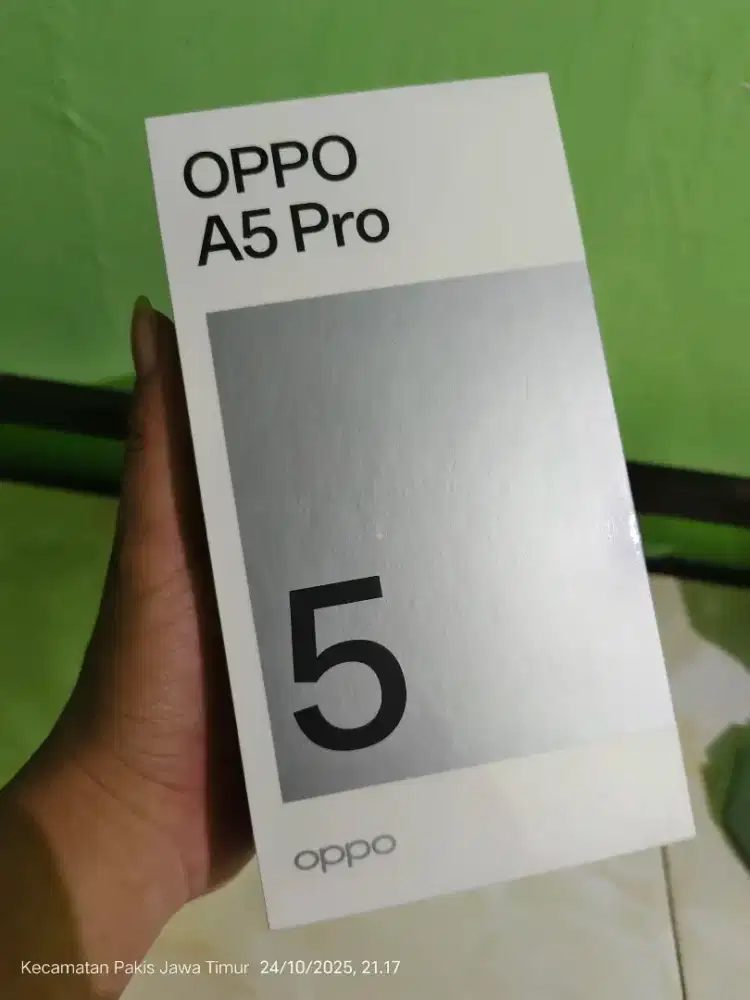 OPPO
A5 Pro
5
oppo
Kecamatan Pakis Jawa Timur 24/10/2025, 21.17